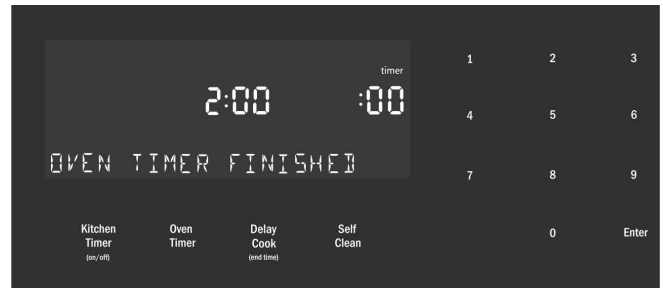 timer
2:00 :00
OVEN TIMER FINISHED
1 2 3
4 5 6
7 8 9
0 Enter
Kitchen Timer (on/off)
Oven Timer
Delay Cook (end time)
Self Clean